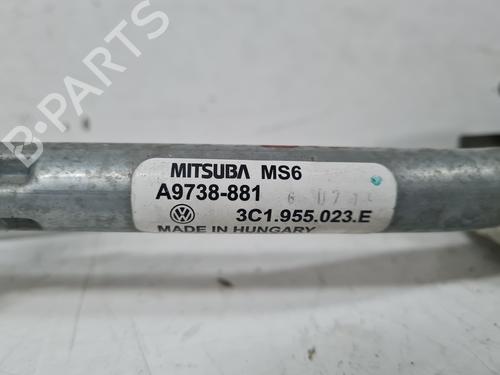 MITSUBA MS6
A9738-881
3C1.955.023.E
MADE IN HUNGARY
B-PARTS